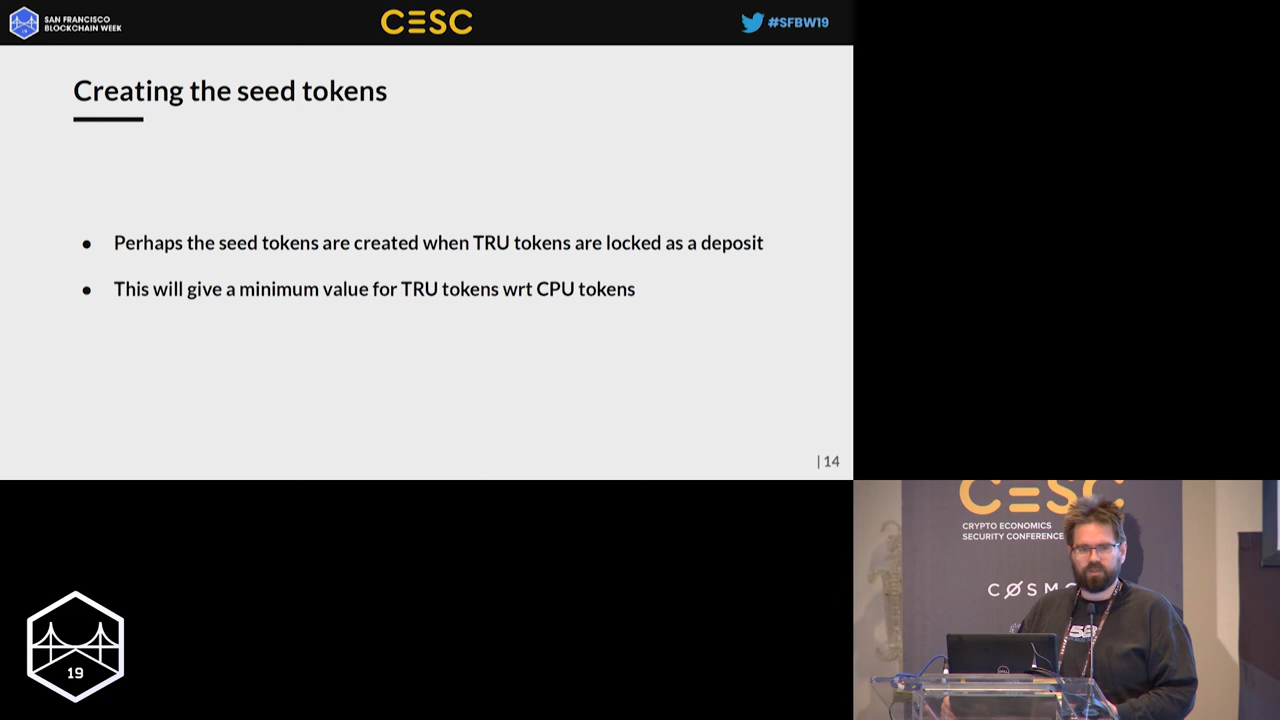 SAN FRANCISCO
BLOCKCHAIN WEEK
19
CESC
#SFBW19
Creating the seed tokens
● Perhaps the seed tokens are created when TRU tokens are locked as a deposit
● This will give a minimum value for TRU tokens wrt CPU tokens
| 14
CESC
CRYPTO ECONOMICS
SECURITY CONFERENCE
DELL
19